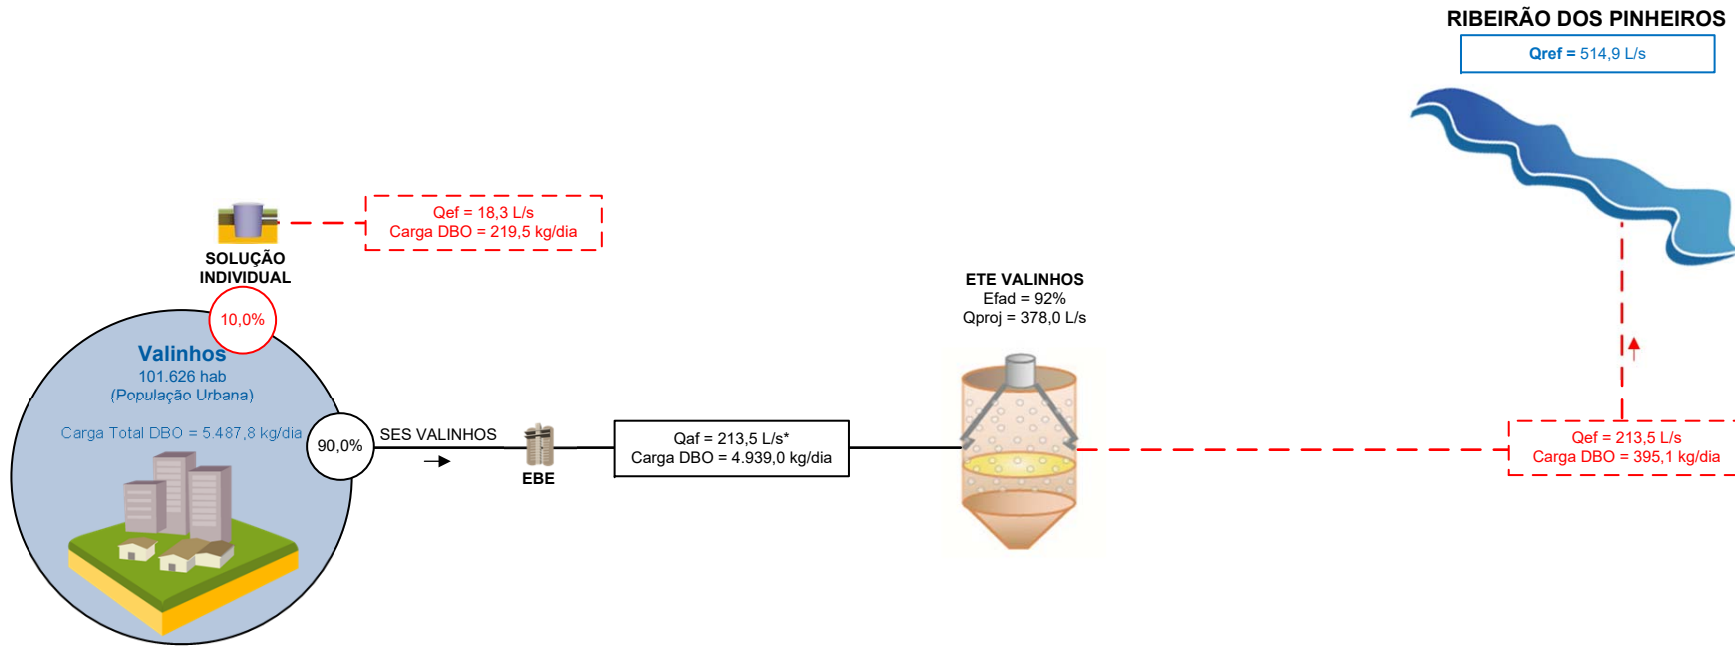 RIBEIRÃO DOS PINHEIROS
Qref = 514,9 L/s
Qef = 18,3 L/s
Carga DBO = 219,5 kg/dia
SOLUÇÃO
INDIVIDUAL
10,0%
Valinhos
101.626 hab
(População Urbana)
Carga Total DBO = 5.487,8 kg/dia
90,0%
SES VALINHOS
EBE
Qaf = 213,5 L/s*
Carga DBO = 4.939,0 kg/dia
ETE VALINHOS
Efad = 92%
Qproj = 378,0 L/s
Qef = 213,5 L/s
Carga DBO = 395,1 kg/dia